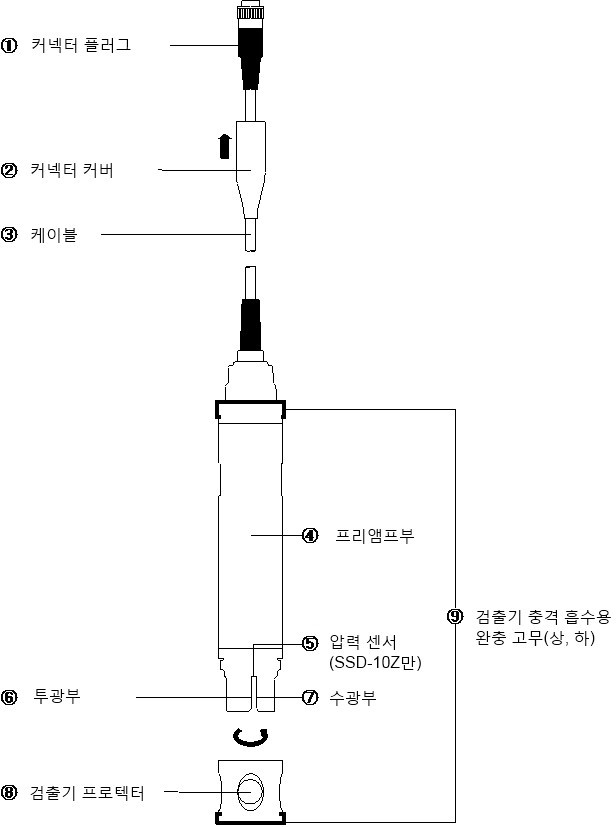 ① 커넥터 플러그
② 커넥터 커버
③ 케이블
④ 프리앰프부
⑨ 검출기 충격 흡수용
완충 고무(상, 하)
⑤ 압력 센서
(SSD-10Z만)
⑥ 투광부
⑦ 수광부
⑧ 검출기 프로텍터